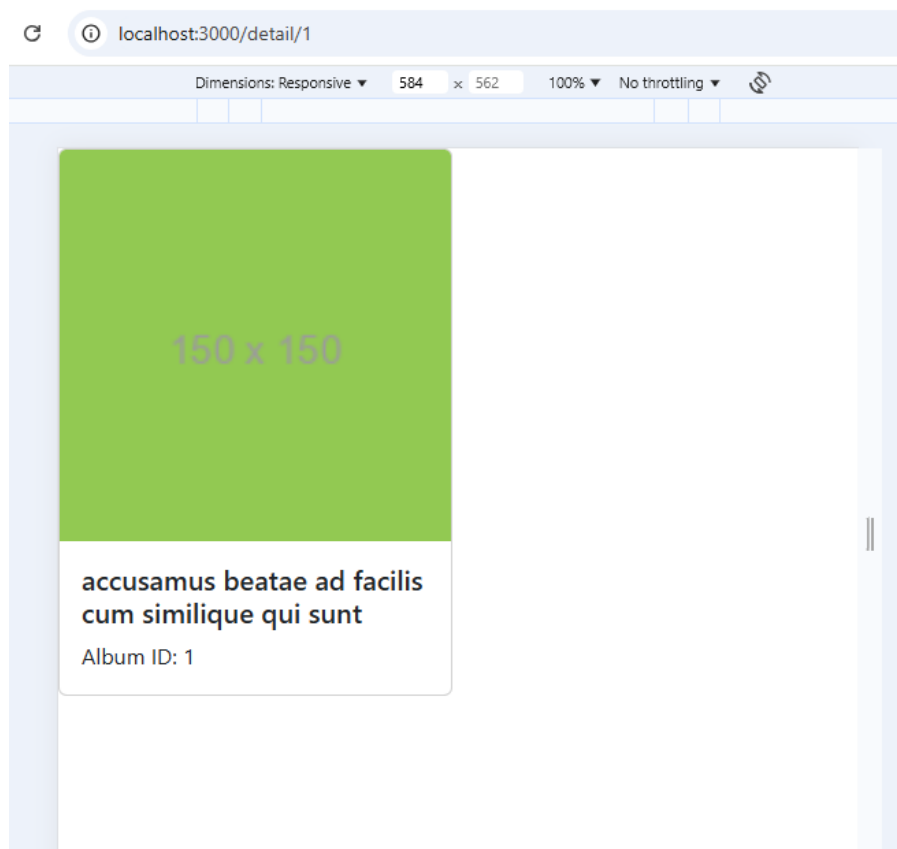 localhost:3000/detail/1
Dimensions: Responsive ▼ 584 x 562 100% ▼ No throttling ▼
150 x 150
accusamus beatae ad facilis
cum similique qui sunt
Album ID: 1